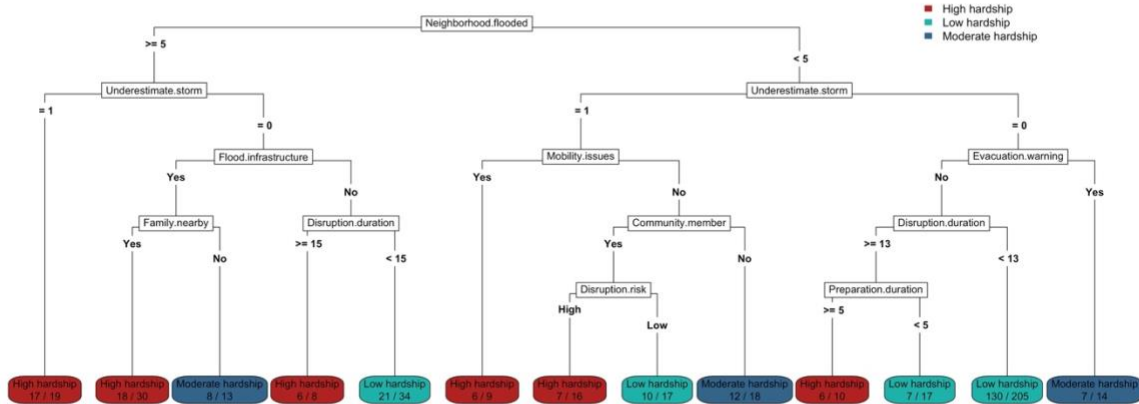 Neighborhood.flooded
High hardship
Low hardship
Moderate hardship
>= 5
< 5
Underestimate.storm
Underestimate.storm
= 1
= 0
= 1
= 0
Flood.infrastructure
Mobility.issues
Evacuation.warning
Yes
No
Yes
No
No
Yes
Family.nearby
Disruption.duration
Community.member
Disruption.duration
Yes
No
>= 15
< 15
Yes
No
>= 13
< 13
Disruption.risk
Preparation.duration
High
Low
>= 5
< 5
High hardship
17 / 19
High hardship
18 / 30
Moderate hardship
8 / 13
High hardship
6 / 8
Low hardship
21 / 34
High hardship
6 / 9
High hardship
7 / 16
Low hardship
10 / 17
Moderate hardship
12 / 18
High hardship
6 / 10
Low hardship
7 / 17
Low hardship
130 / 205
Moderate hardship
7 / 14